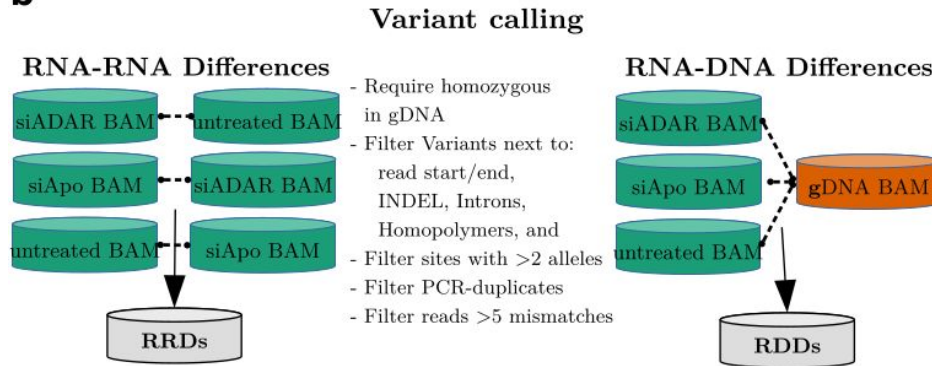 b
Variant calling
RNA-RNA Differences
siADAR BAM
untreated BAM
siApo BAM
siADAR BAM
untreated BAM
siApo BAM
RRDs
- Require homozygous
in gDNA
- Filter Variants next to:
read start/end,
INDEL, Introns,
Homopolymers, and
- Filter sites with >2 alleles
- Filter PCR-duplicates
- Filter reads >5 mismatches
RNA-DNA Differences
siADAR BAM
siApo BAM
gDNA BAM
untreated BAM
RDDs